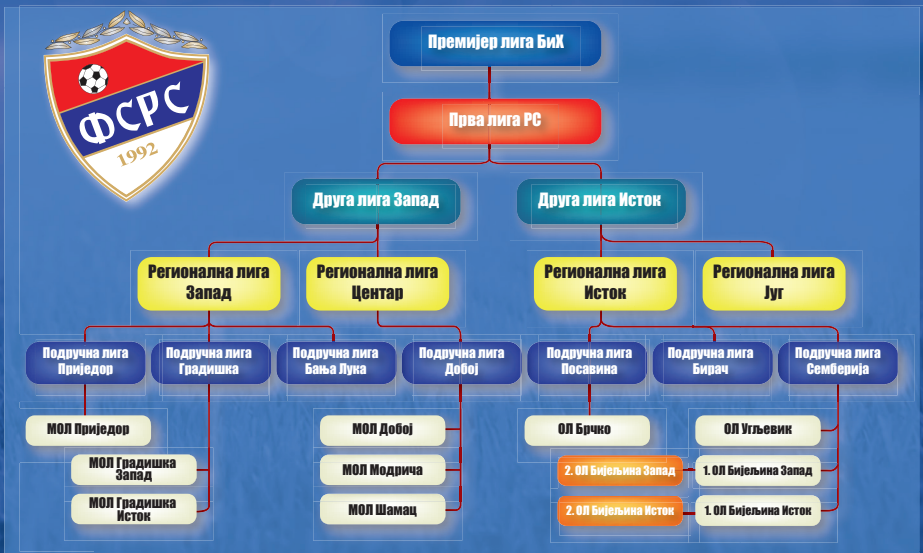 ФСРС
1992
Премијер лига БиХ
Прва лига РС
Друга лига Запад
Друга лига Исток
Регионална лига
Запад
Регионална лига
Центар
Регионална лига
Исток
Регионална лига
Југ
Подручна лига
Приједор
Подручна лига
Градишка
Подручна лига
Бања Лука
Подручна лига
Добој
Подручна лига
Посавина
Подручна лига
Бирач
Подручна лига
Семберија
МОЛ Приједор
МОЛ Добој
ОЛ Брчко
ОЛ Угљевик
МОЛ Градишка
Запад
МОЛ Модрича
2. ОЛ Бијељина Запад
1. ОЛ Бијељина Запад
МОЛ Градишка
Исток
МОЛ Шамац
2. ОЛ Бијељина Исток
1. ОЛ Бијељина Исток